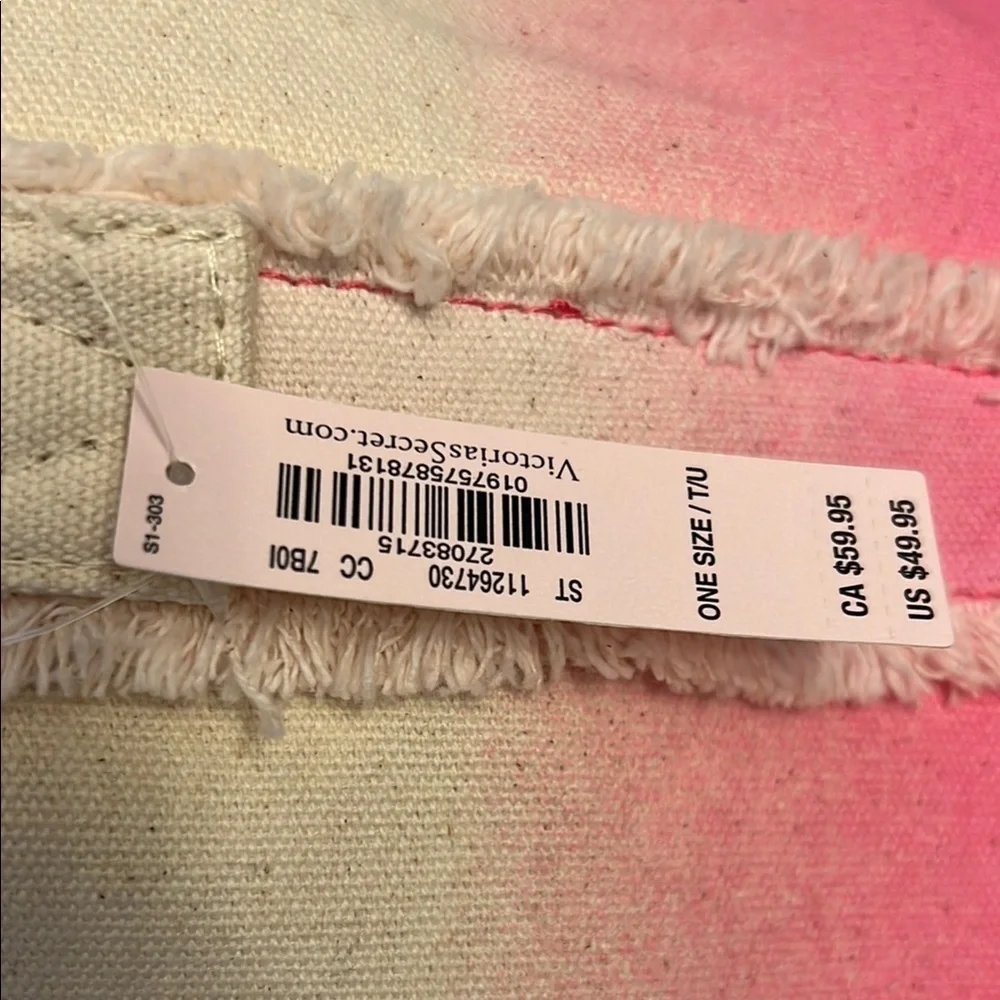 VictoriasSecret.com
0197575878131
27083715
ST 11264730 CC 7B0I
ONE SIZE / T/U
CA $59.95
US $49.95
S1-303